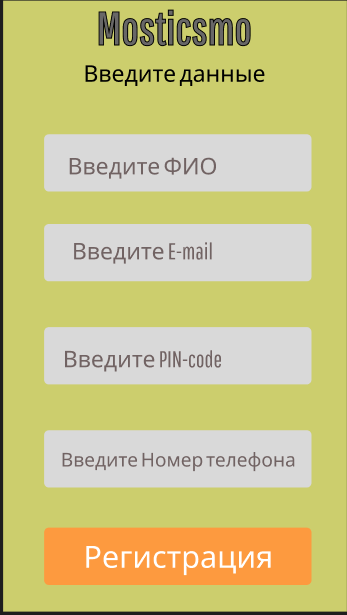 Mosticsmo
Введите данные
Введите ФИО
Введите E-mail
Введите PIN-code
Введите Номер телефона
Регистрация